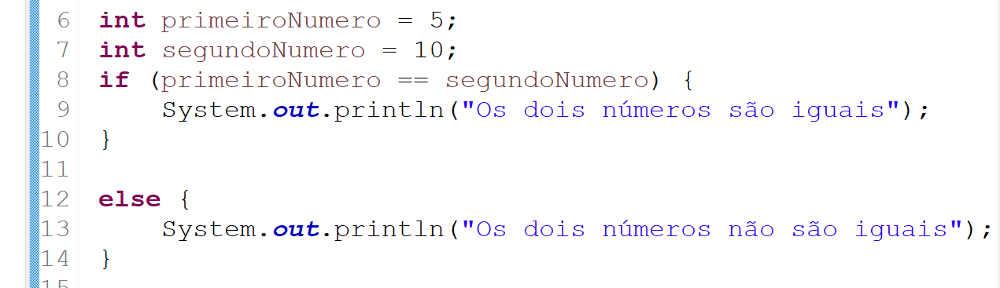 6 int primeiroNumero = 5;
7 int segundoNumero = 10;
8 if (primeiroNumero == segundoNumero) {
9     System.out.println("Os dois números são iguais");
10 }
11
12 else {
13     System.out.println("Os dois números não são iguais");
14 }
15